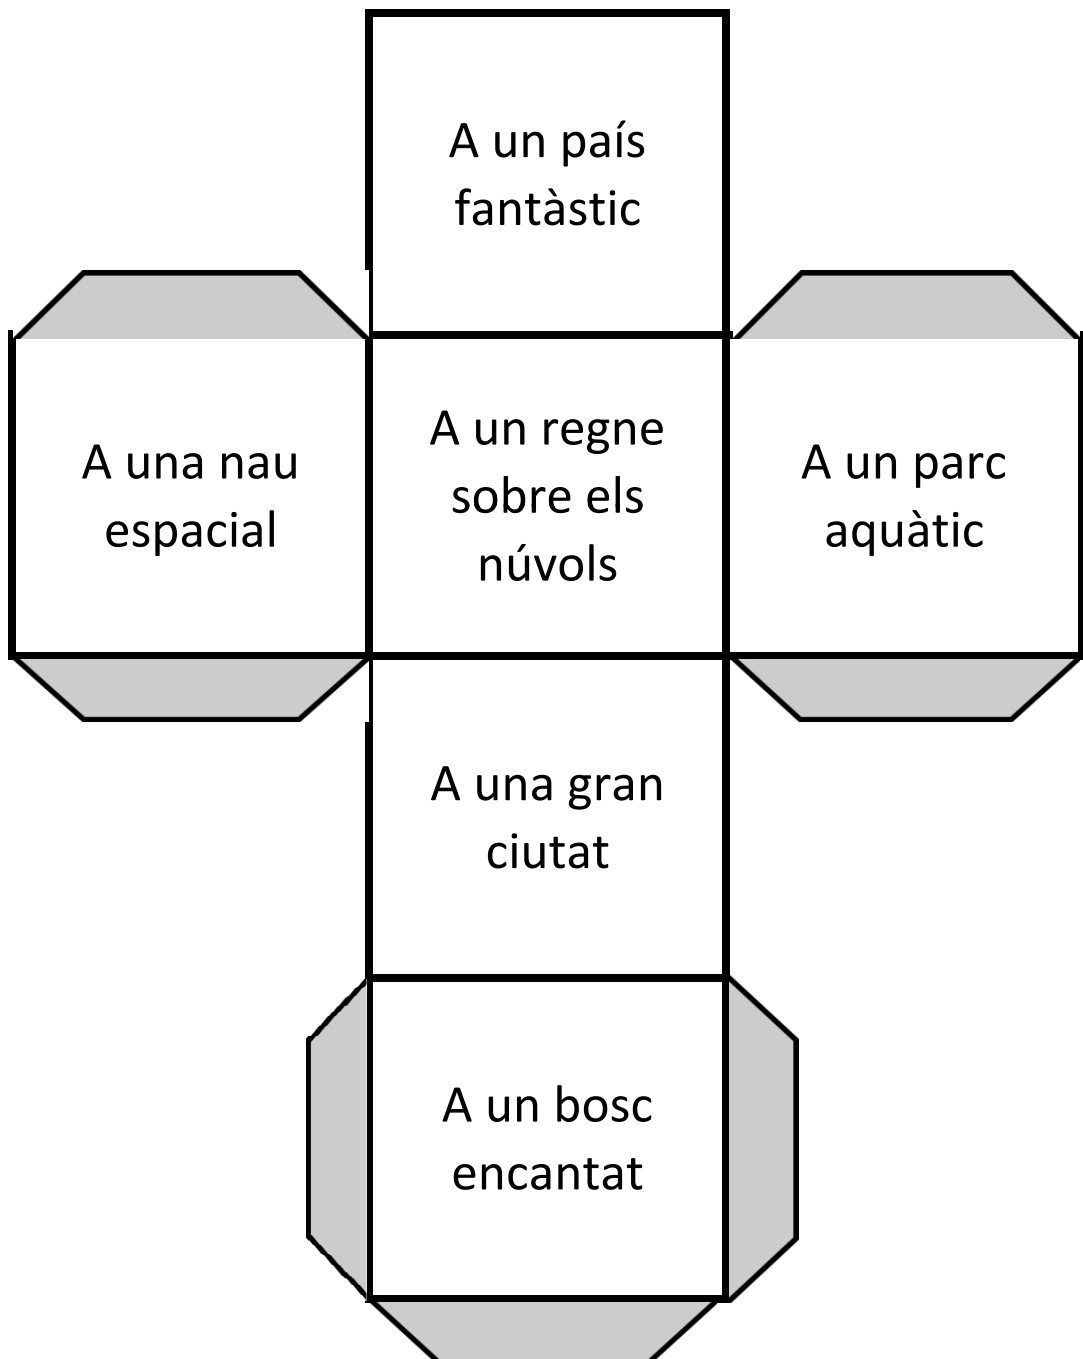 A un país
fantàstic
A una nau
espacial
A un regne
sobre els
núvols
A un parc
aquàtic
A una gran
ciutat
A un bosc
encantat